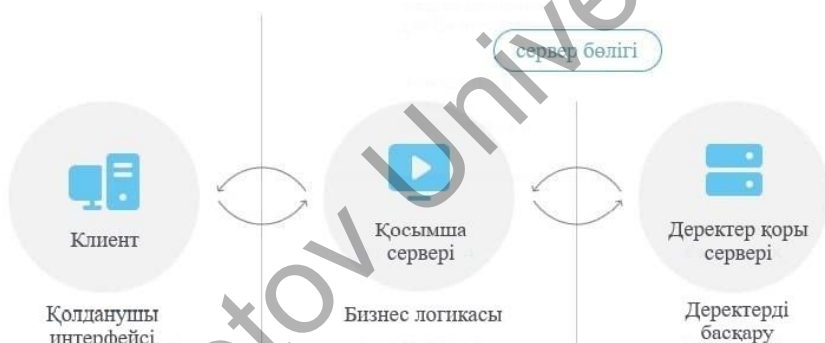 сервер бөлігі
Клиент
Қосымша
сервері
Деректер қоры
сервері
Қолданушы
интерфейсі
Бизнес логикасы
Деректерді
басқару